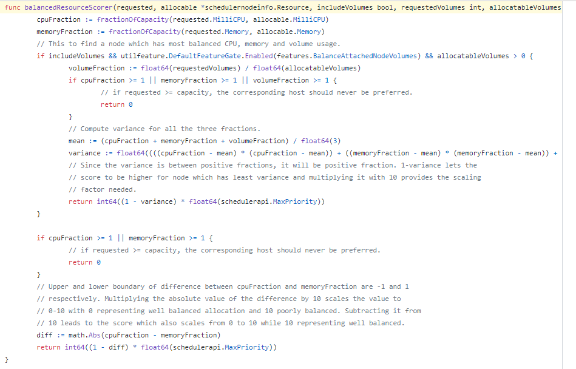 func balancedResourceScorer(requested, allocable *schedulernodeinfo.Resource, includeVolumes bool, requestedVolumes int, allocatableVolumes
cpuFraction := fractionOfCapacity(requested.MilliCPU, allocable.MilliCPU)
memoryFraction := fractionOfCapacity(requested.Memory, allocable.Memory)
// This to find a node which has most balanced CPU, memory and volume usage.
if includeVolumes && utilfeature.DefaultFeatureGate.Enabled(features.BalanceAttachedNodeVolumes) && allocatableVolumes > 0 {
volumeFraction := float64(requestedVolumes) / float64(allocatableVolumes)
if cpuFraction >= 1 || memoryFraction >= 1 || volumeFraction >= 1 {
// if requested >= capacity, the corresponding host should never be preferred.
return 0
}
// Compute variance for all the three fractions.
mean := (cpuFraction + memoryFraction + volumeFraction) / float64(3)
variance := float64((((cpuFraction - mean) * (cpuFraction - mean)) + ((memoryFraction - mean) * (memoryFraction - mean)) +
// Since the variance is between positive fractions, it will be positive fraction. 1-variance lets the
// score to be higher for node which has least variance and multiplying it with 10 provides the scaling
// factor needed.
return int64((1 - variance) * float64(schedulerapi.MaxPriority))
}
if cpuFraction >= 1 || memoryFraction >= 1 {
// if requested >= capacity, the corresponding host should never be preferred.
return 0
}
// Upper and lower boundary of difference between cpuFraction and memoryFraction are -1 and 1
// respectively. Multiplying the absolute value of the difference by 10 scales the value to
// 0-10 with 0 representing well balanced allocation and 10 poorly balanced. Subtracting it from
// 10 leads to the score which also scales from 0 to 10 while 10 representing well balanced.
diff := math.Abs(cpuFraction - memoryFraction)
return int64((1 - diff) * float64(schedulerapi.MaxPriority))
}